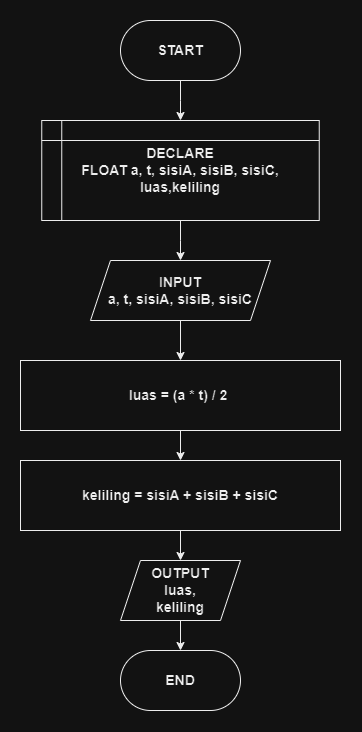 START
DECLARE
FLOAT a, t, sisiA, sisiB, sisiC,
luas,keliling
INPUT
a, t, sisiA, sisiB, sisiC
luas = (a * t) / 2
keliling = sisiA + sisiB + sisiC
OUTPUT
luas,
keliling
END